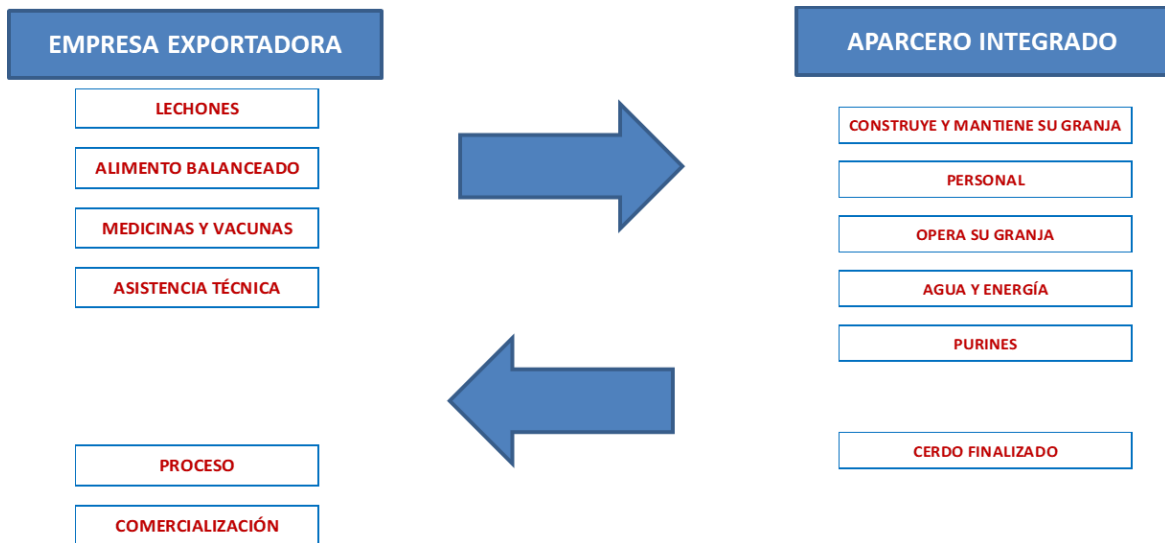 EMPRESA EXPORTADORA
LECHONES
ALIMENTO BALANCEADO
MEDICINAS Y VACUNAS
ASISTENCIA TÉCNICA
PROCESO
COMERCIALIZACIÓN
APARCERO INTEGRADO
CONSTRUYE Y MANTIENE SU GRANJA
PERSONAL
OPERA SU GRANJA
AGUA Y ENERGÍA
PURINES
CERDO FINALIZADO